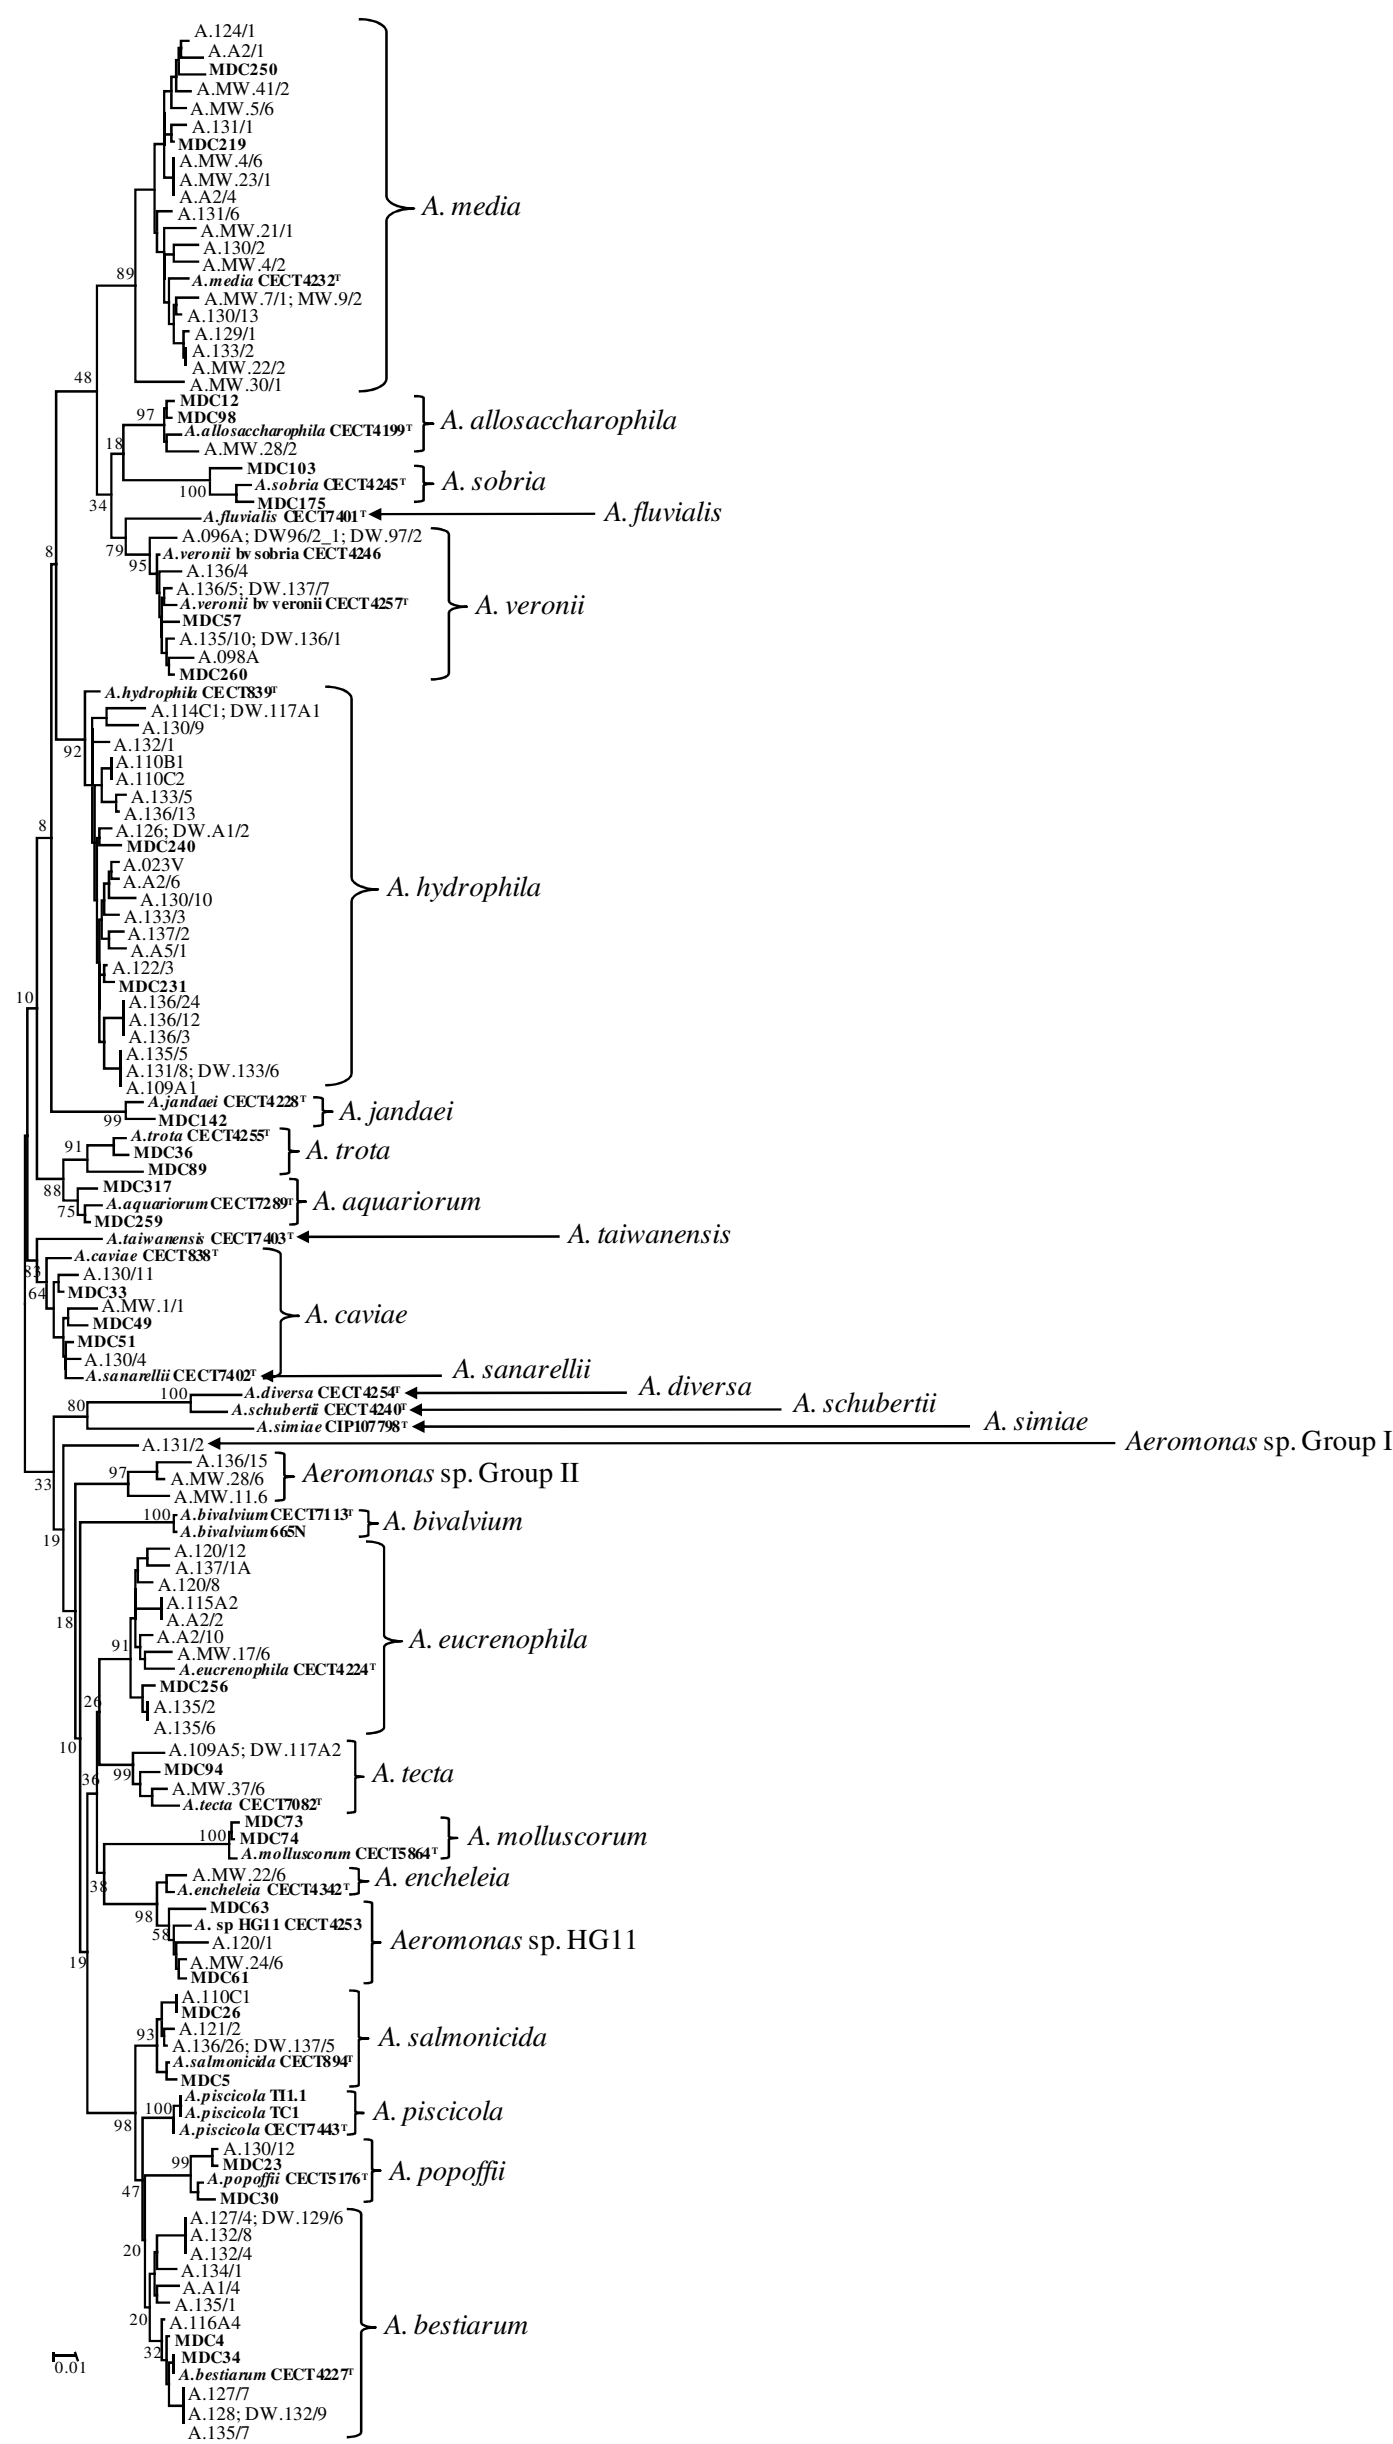 A.124/1
A.A2/1
MDC250
A.MW.41/2
A.MW.5/6
A.131/1
MDC219
A.MW.4/6
A.MW.23/1
A.A2/4
A.131/6
A.MW.21/1
A.130/2
A.MW.4/2
A.media CECT4232T
A.MW.7/1; MW.9/2
A.130/13
A.129/1
A.133/2
A.MW.22/2
A.MW.30/1
A. media
89
48
MDC12
MDC98
A.allosaccharophila CECT4199T
A.MW.28/2
A. allosaccharophila
97
18
MDC103
A.sobria CECT4245T
MDC175
A. sobria
100
34
A.fluvialis CECT7401T
A. fluvialis
A.096A; DW96/2_1; DW.97/2
A.veronii bv sobria CECT4246
A.136/4
A.136/5; DW.137/7
A.veronii bv veronii CECT4257T
MDC57
A.135/10; DW.136/1
A.098A
MDC260
A. veronii
79
95
8
A.hydrophila CECT839T
A.114C1; DW.117A1
A.130/9
A.132/1
A.110B1
A.110C2
A.133/5
A.136/13
A.126; DW.A1/2
MDC240
A.023V
A.A2/6
A.130/10
A.133/3
A.137/2
A.A5/1
A.122/3
MDC231
A.136/24
A.136/12
A.136/3
A.135/5
A.131/8; DW.133/6
A.109A1
A. hydrophila
92
8
10
A.jandaei CECT4228T
MDC142
A. jandaei
99
A.trota CECT4255T
MDC36
MDC89
A. trota
91
88
MDC317
A.aquariorum CECT7289T
MDC259
A. aquariorum
75
A.taiwanensis CECT7403T
A. taiwanensis
A.caviae CECT838T
A.130/11
MDC33
A.MW.1/1
MDC49
MDC51
A.130/4
A. caviae
83
64
A.sanarellii CECT7402T
A. sanarellii
A.diversa CECT4254T
A. diversa
A.schubertii CECT4240T
A. schubertii
A.simiae CIP107798T
A. simiae
100
80
A.131/2
Aeromonas sp. Group I
A.136/15
A.MW.28/6
A.MW.11.6
Aeromonas sp. Group II
97
33
A.bivalvium CECT7113T
A.bivalvium 665N
A. bivalvium
100
19
A.120/12
A.137/1A
A.120/8
A.115A2
A.A2/2
A.A2/10
A.MW.17/6
A.eucrenophila CECT4224T
MDC256
A.135/2
A.135/6
A. eucrenophila
18
91
26
10
A.109A5; DW.117A2
MDC94
A.MW.37/6
A.tecta CECT7082T
A. tecta
99
36
MDC73
MDC74
A.molluscorum CECT5864T
A. molluscorum
100
A.MW.22/6
A.encheleia CECT4342T
A. encheleia
38
MDC63
A. sp HG11 CECT4253
A.120/1
A.MW.24/6
MDC61
Aeromonas sp. HG11
98
58
19
A.110C1
MDC26
A.121/2
A.136/26; DW.137/5
A.salmonicida CECT894T
MDC5
A. salmonicida
93
A.piscicola TI1.1
A.piscicola TC1
A.piscicola CECT7443T
A. piscicola
100
98
A.130/12
MDC23
A.popoffii CECT5176T
MDC30
A. popoffii
99
47
A.127/4; DW.129/6
A.132/8
A.132/4
A.134/1
A.A1/4
A.135/1
A.116A4
MDC4
MDC34
A.bestiarum CECT4227T
A.127/7
A.128; DW.132/9
A.135/7
A. bestiarum
20
20
32
0.01